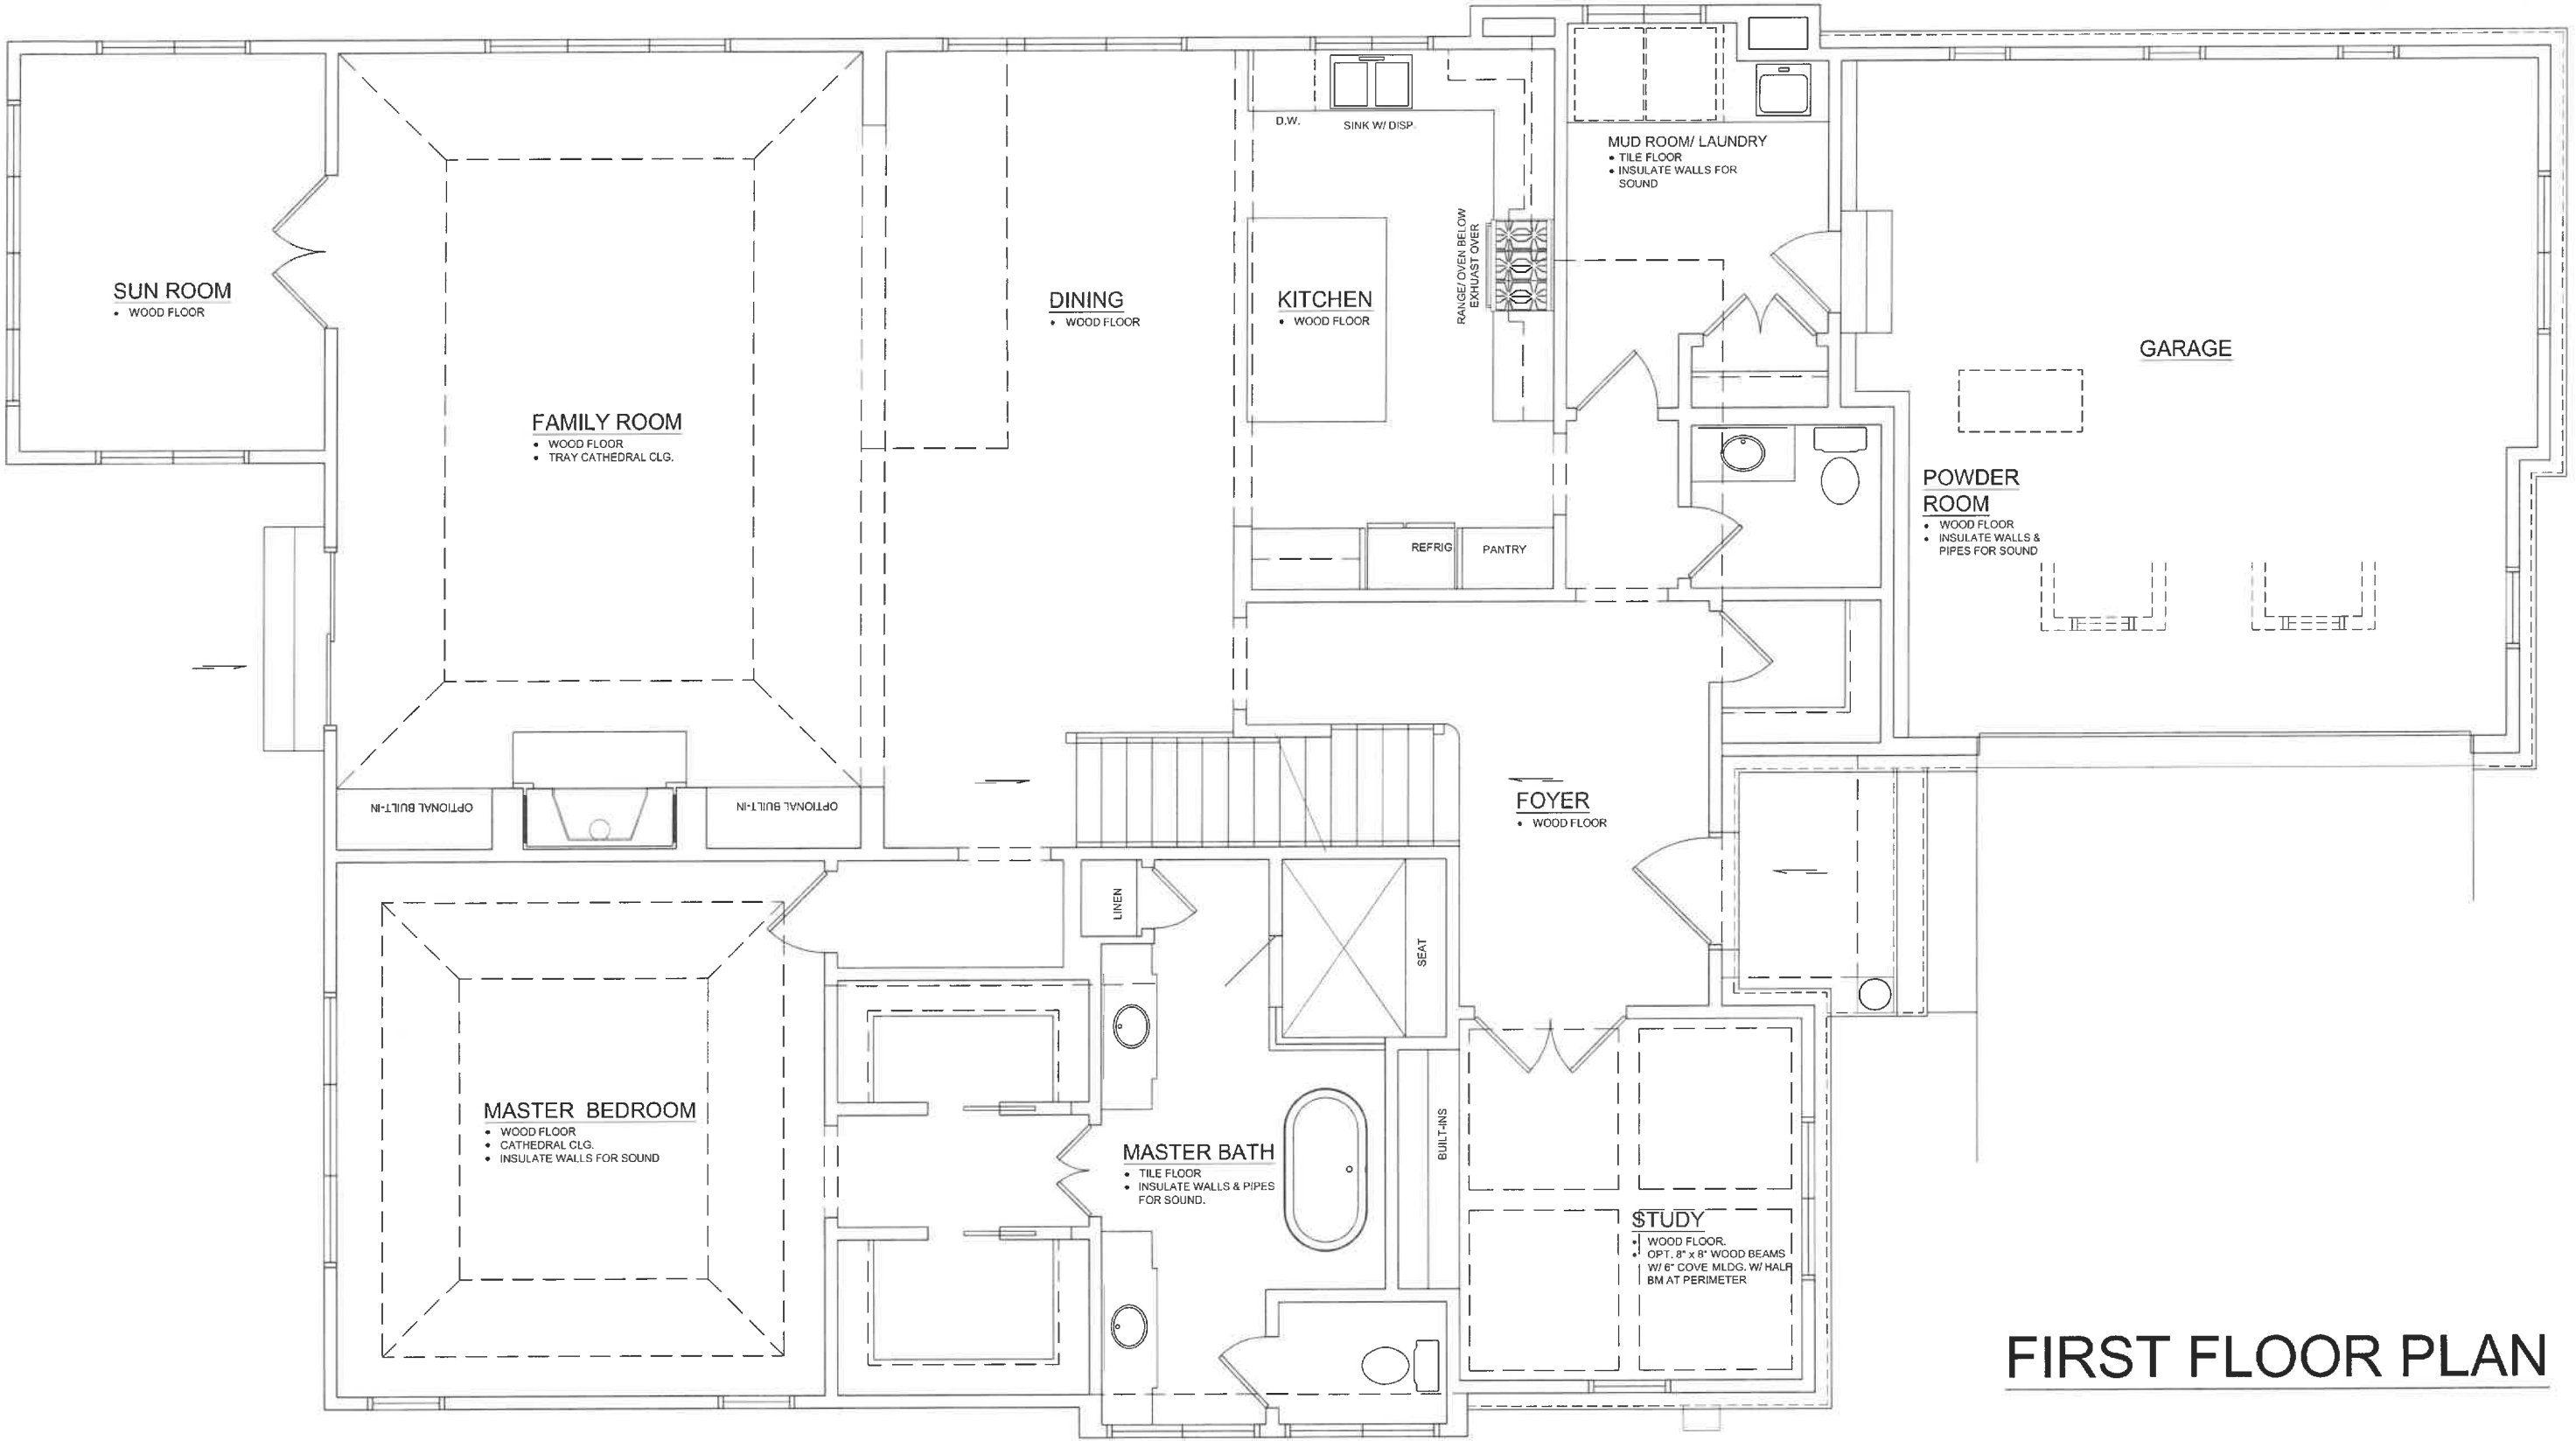 SUN ROOM
• WOOD FLOOR
FAMILY ROOM
• WOOD FLOOR
• TRAY CATHEDRAL CLG.
OPTIONAL BUILT-IN
OPTIONAL BUILT-IN
DINING
• WOOD FLOOR
D.W.
SINK W/ DISP.
KITCHEN
• WOOD FLOOR
RANGE/ OVEN BELOW
EXHUAST OVER
REFRIG
PANTRY
MUD ROOM/ LAUNDRY
• TILE FLOOR
• INSULATE WALLS FOR
SOUND
GARAGE
POWDER
ROOM
• WOOD FLOOR
• INSULATE WALLS &
PIPES FOR SOUND
FOYER
• WOOD FLOOR
LINEN
SEAT
MASTER BEDROOM
• WOOD FLOOR
• CATHEDRAL CLG.
• INSULATE WALLS FOR SOUND
MASTER BATH
• TILE FLOOR
• INSULATE WALLS & PIPES
FOR SOUND.
BUILT-INS
STUDY
• WOOD FLOOR.
• OPT. 8" x 8" WOOD BEAMS
W/ 6" COVE MLDG. W/ HALF
BM AT PERIMETER
FIRST FLOOR PLAN